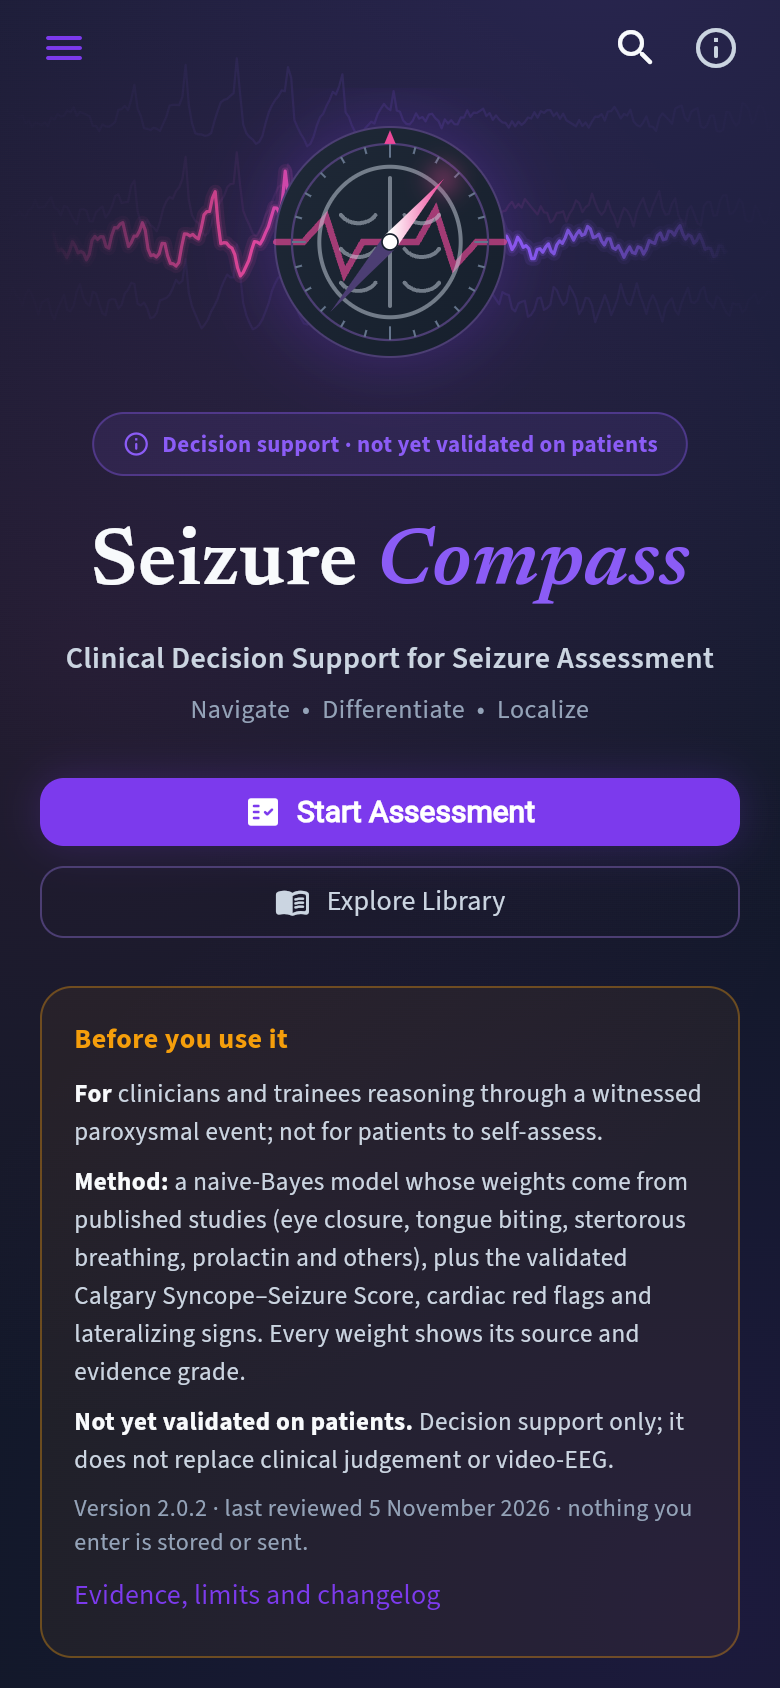 Decision support · not yet validated on patients
Seizure Compass
Clinical Decision Support for Seizure Assessment
Navigate • Differentiate • Localize
Start Assessment
Explore Library
Before you use it
For clinicians and trainees reasoning through a witnessed
paroxysmal event; not for patients to self-assess.
Method: a naive-Bayes model whose weights come from
published studies (eye closure, tongue biting, stertorous
breathing, prolactin and others), plus the validated
Calgary Syncope–Seizure Score, cardiac red flags and
lateralizing signs. Every weight shows its source and
evidence grade.
Not yet validated on patients. Decision support only; it
does not replace clinical judgement or video-EEG.
Version 2.0.2 · last reviewed 5 November 2026 · nothing you
enter is stored or sent.
Evidence, limits and changelog